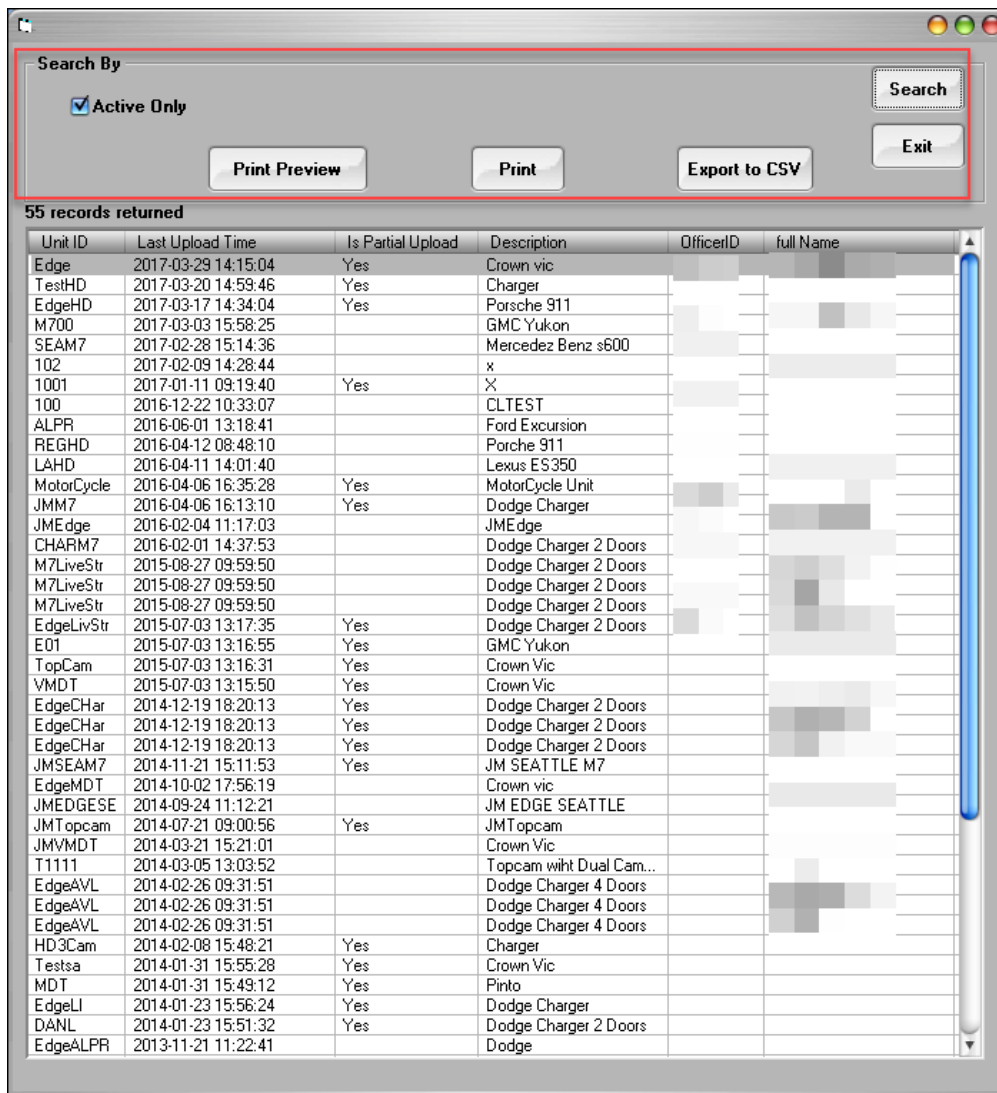 Search By
Active Only
Search
Exit
Print Preview Print Export to CSV
55 records returned
Unit ID Last Upload Time Is Partial Upload Description OfficerID full Name
Edge 2017-03-29 14:15:04 Yes Crown vic
TestHD 2017-03-20 14:59:46 Yes Charger
EdgeHD 2017-03-17 14:34:04 Yes Porsche 911
M700 2017-03-03 15:58:25 GMC Yukon
SEAM7 2017-02-28 15:14:36 Mercedez Benz s600
102 2017-02-09 14:28:44 x
1001 2017-01-11 09:19:40 Yes X
100 2016-12-22 10:33:07 CLTEST
ALPR 2016-06-01 13:18:41 Ford Excursion
REGHD 2016-04-12 08:48:10 Porche 911
LAHD 2016-04-11 14:01:40 Lexus ES350
MotorCycle 2016-04-06 16:35:28 Yes MotorCycle Unit
JMM7 2016-04-06 16:13:10 Yes Dodge Charger
JMEdge 2016-02-04 11:17:03 JMEdge
CHARM7 2016-02-01 14:37:53 Dodge Charger 2 Doors
M7LiveStr 2015-08-27 09:59:50 Dodge Charger 2 Doors
M7LiveStr 2015-08-27 09:59:50 Dodge Charger 2 Doors
M7LiveStr 2015-08-27 09:59:50 Dodge Charger 2 Doors
EdgeLivStr 2015-07-03 13:17:35 Yes Dodge Charger 2 Doors
E01 2015-07-03 13:16:55 Yes GMC Yukon
TopCam 2015-07-03 13:16:31 Yes Crown Vic
VMDT 2015-07-03 13:15:50 Yes Crown Vic
EdgeCHar 2014-12-19 18:20:13 Yes Dodge Charger 2 Doors
EdgeCHar 2014-12-19 18:20:13 Yes Dodge Charger 2 Doors
EdgeCHar 2014-12-19 18:20:13 Yes Dodge Charger 2 Doors
JMSEAM7 2014-11-21 15:11:53 Yes JM SEATTLE M7
EdgeMDT 2014-10-02 17:56:19 Crown vic
JMEDGESE 2014-09-24 11:12:21 JM EDGE SEATTLE
JMTopcam 2014-07-21 09:00:56 Yes JMTopcam
JMVMDT 2014-03-21 15:21:01 Crown Vic
T1111 2014-03-05 13:03:52 Topcam wiht Dual Cam...
EdgeAVL 2014-02-26 09:31:51 Dodge Charger 4 Doors
EdgeAVL 2014-02-26 09:31:51 Dodge Charger 4 Doors
EdgeAVL 2014-02-26 09:31:51 Dodge Charger 4 Doors
HD3Cam 2014-02-08 15:48:21 Yes Charger
Testsa 2014-01-31 15:55:28 Yes Crown Vic
MDT 2014-01-31 15:49:12 Yes Pinto
EdgeLI 2014-01-23 15:56:24 Yes Dodge Charger
DANL 2014-01-23 15:51:32 Yes Dodge Charger 2 Doors
EdgeALPR 2013-11-21 11:22:41 Dodge